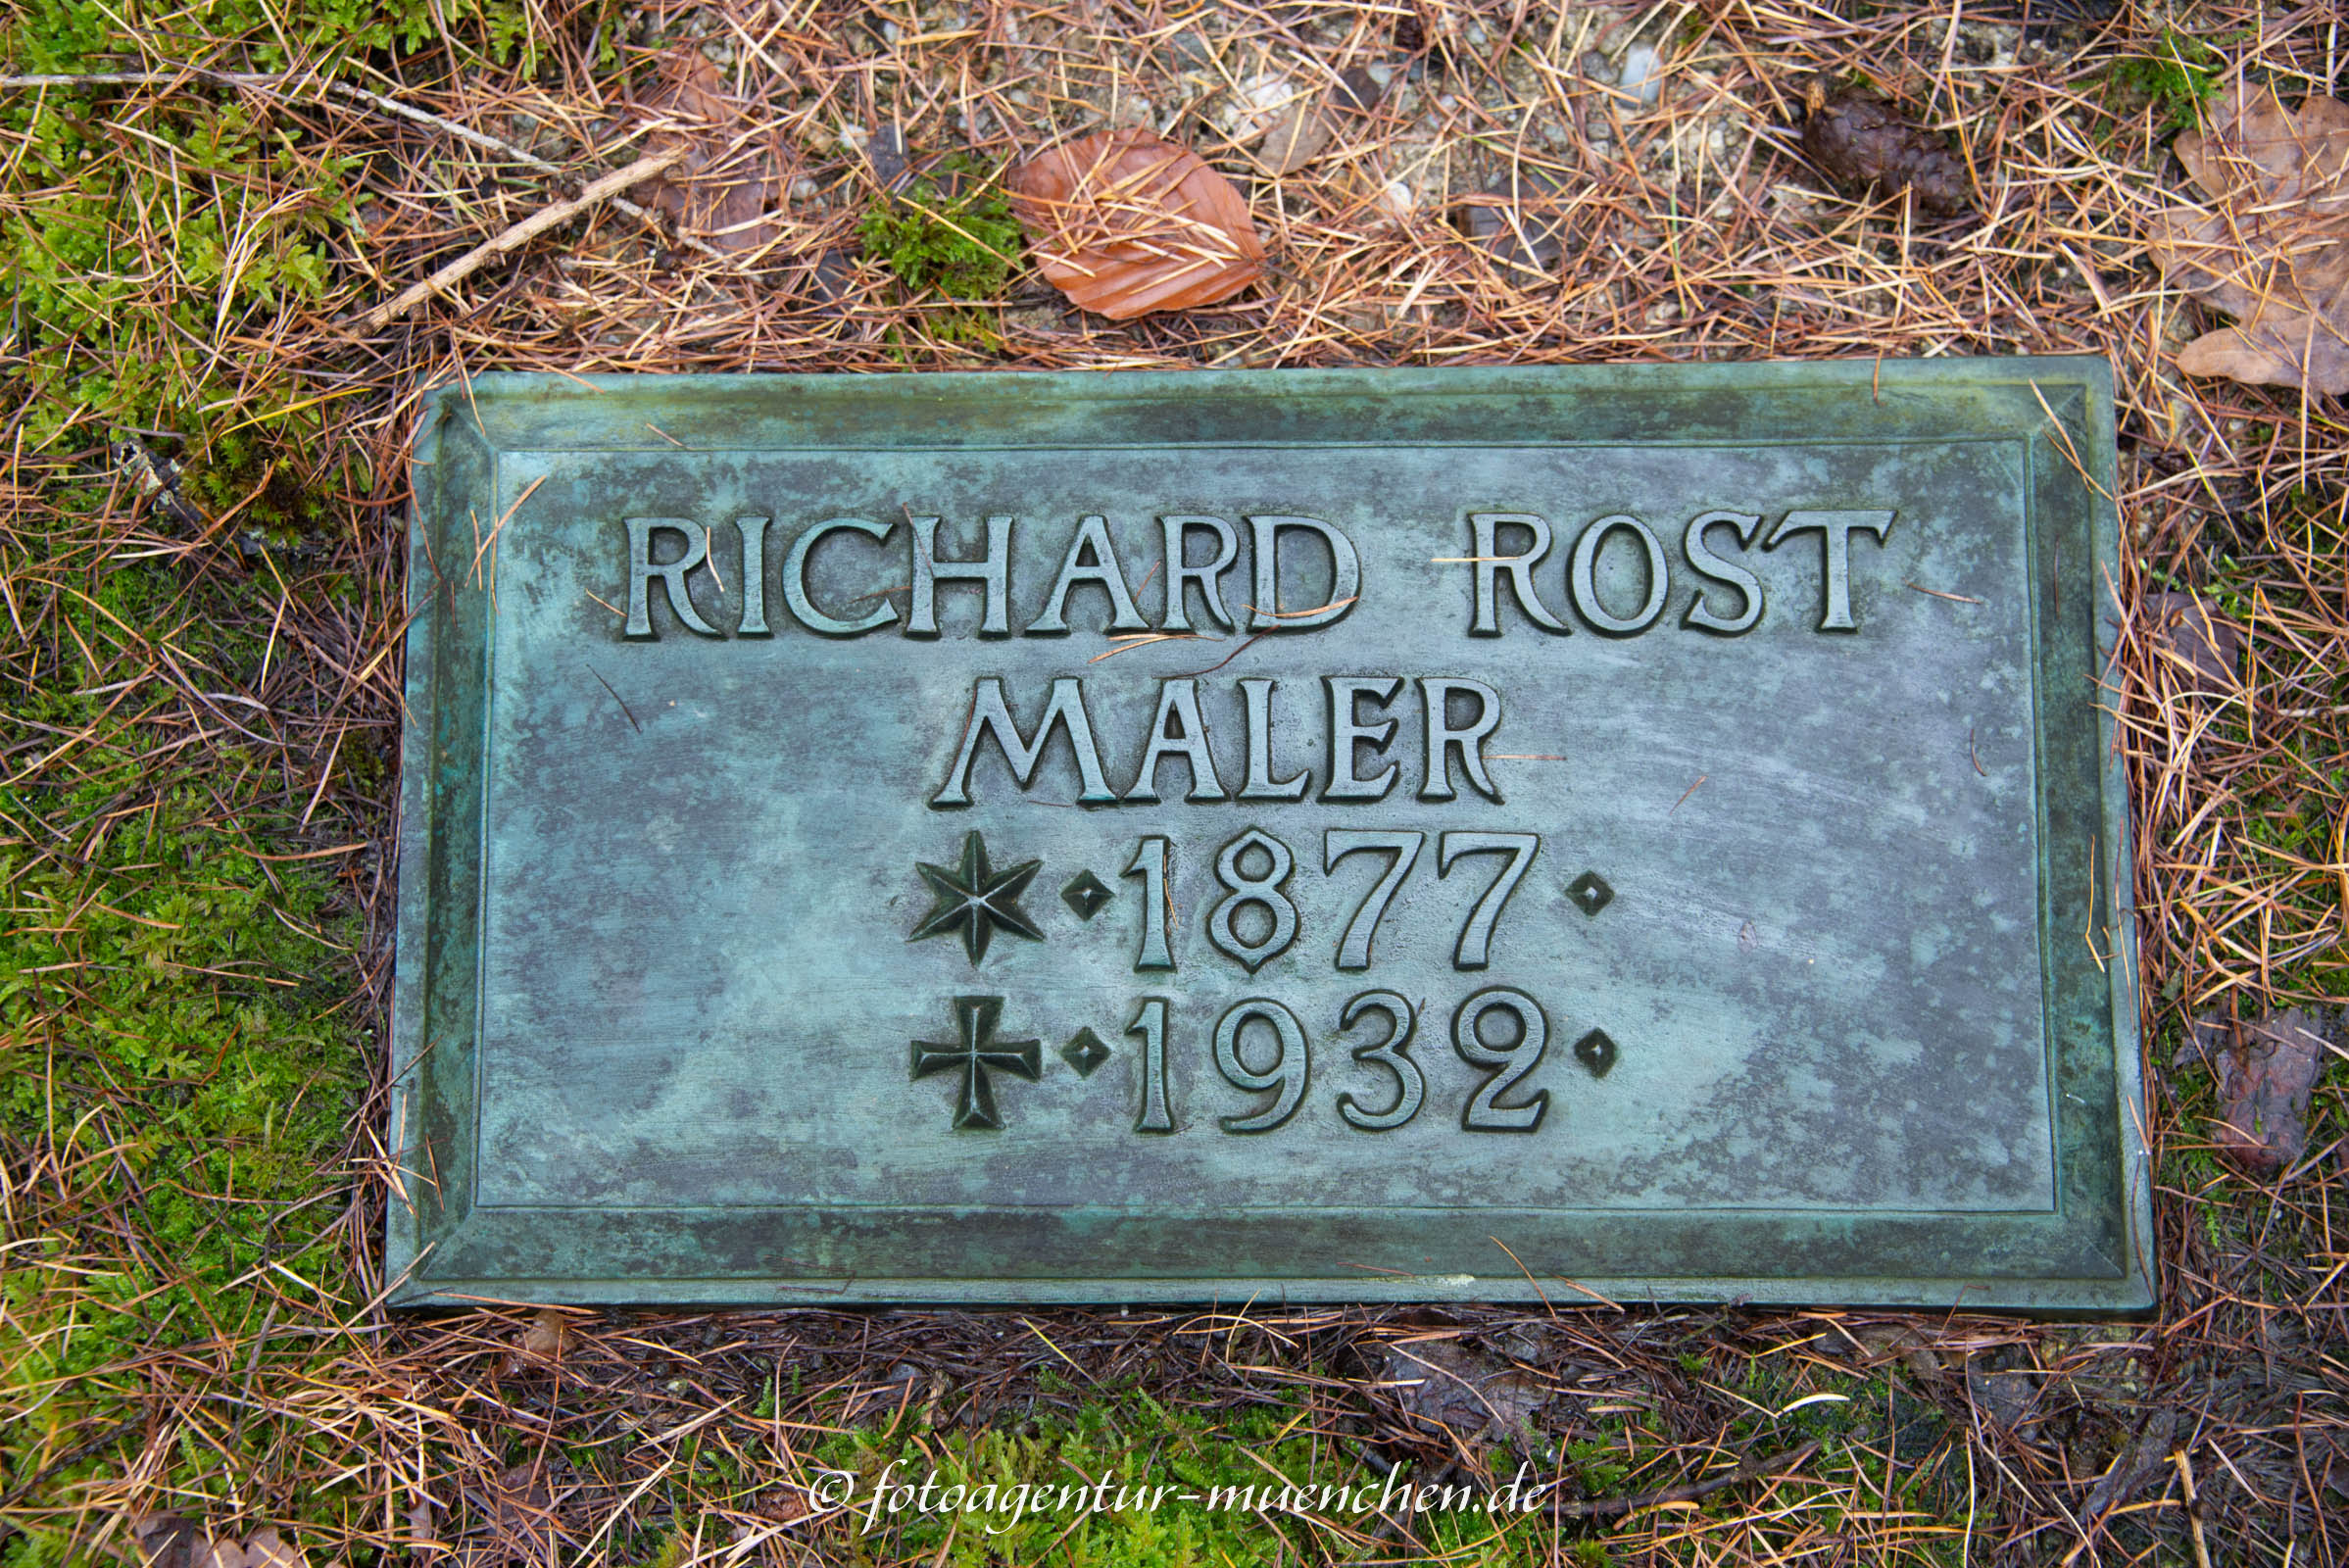 RICHARD ROST
MALER
* · 1877 ·
✝ · 1932 ·
© fotoagentur-muenchen.de